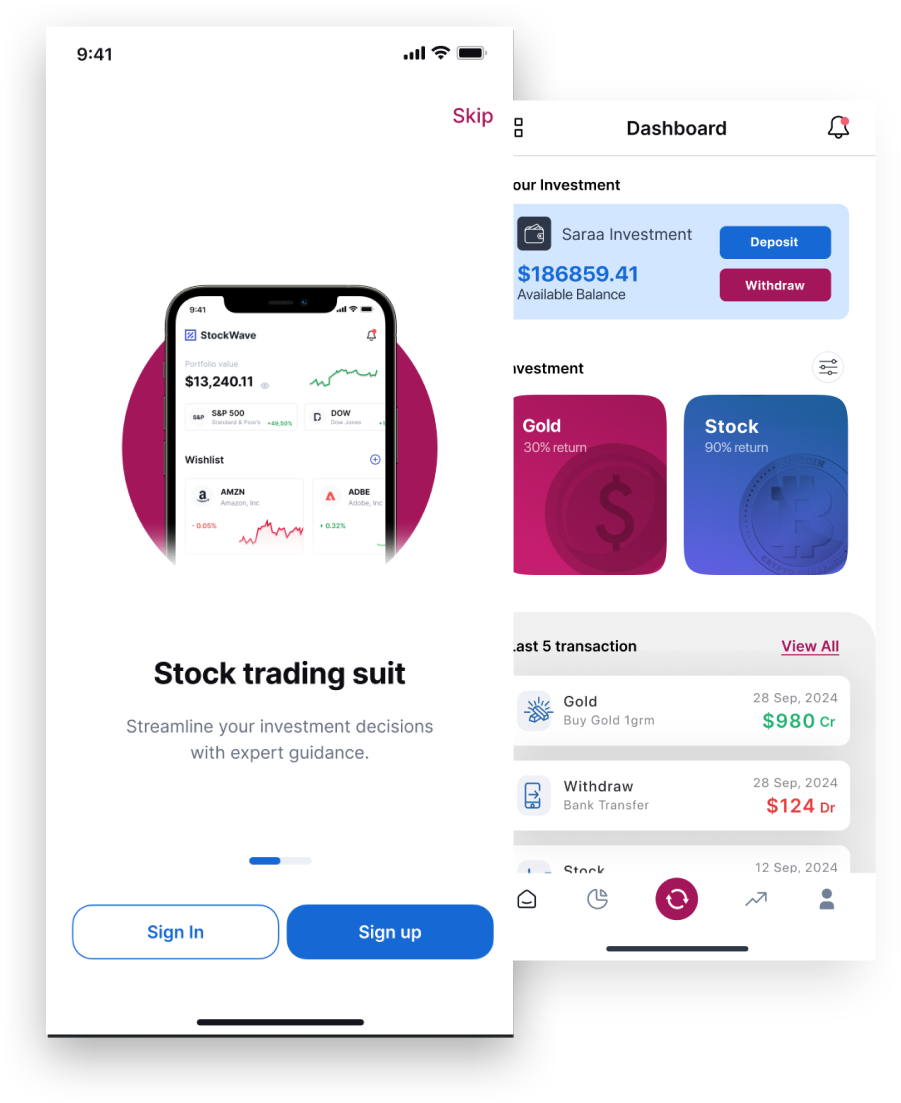 9:41
Skip
9:41
StockWave
Portfolio value
$13,240.11
S&P
S&P 500
Standard & Poor's
+49,50%
D
DOW
Dow Jones
+1
Wishlist
a
AMZN
Amazon, Inc
- 0.05%
ADBE
Adobe, Inc
+ 0.32%
Stock trading suit
Streamline your investment decisions
with expert guidance.
Sign In
Sign up
Dashboard
our Investment
Saraa Investment
$186859.41
Available Balance
Deposit
Withdraw
nvestment
Gold
30% return
$
Stock
90% return
B
Last 5 transaction
View All
Gold
Buy Gold 1grm
28 Sep, 2024
$980 Cr
Withdraw
Bank Transfer
28 Sep, 2024
$124 Dr
Stock
12 Sep, 2024